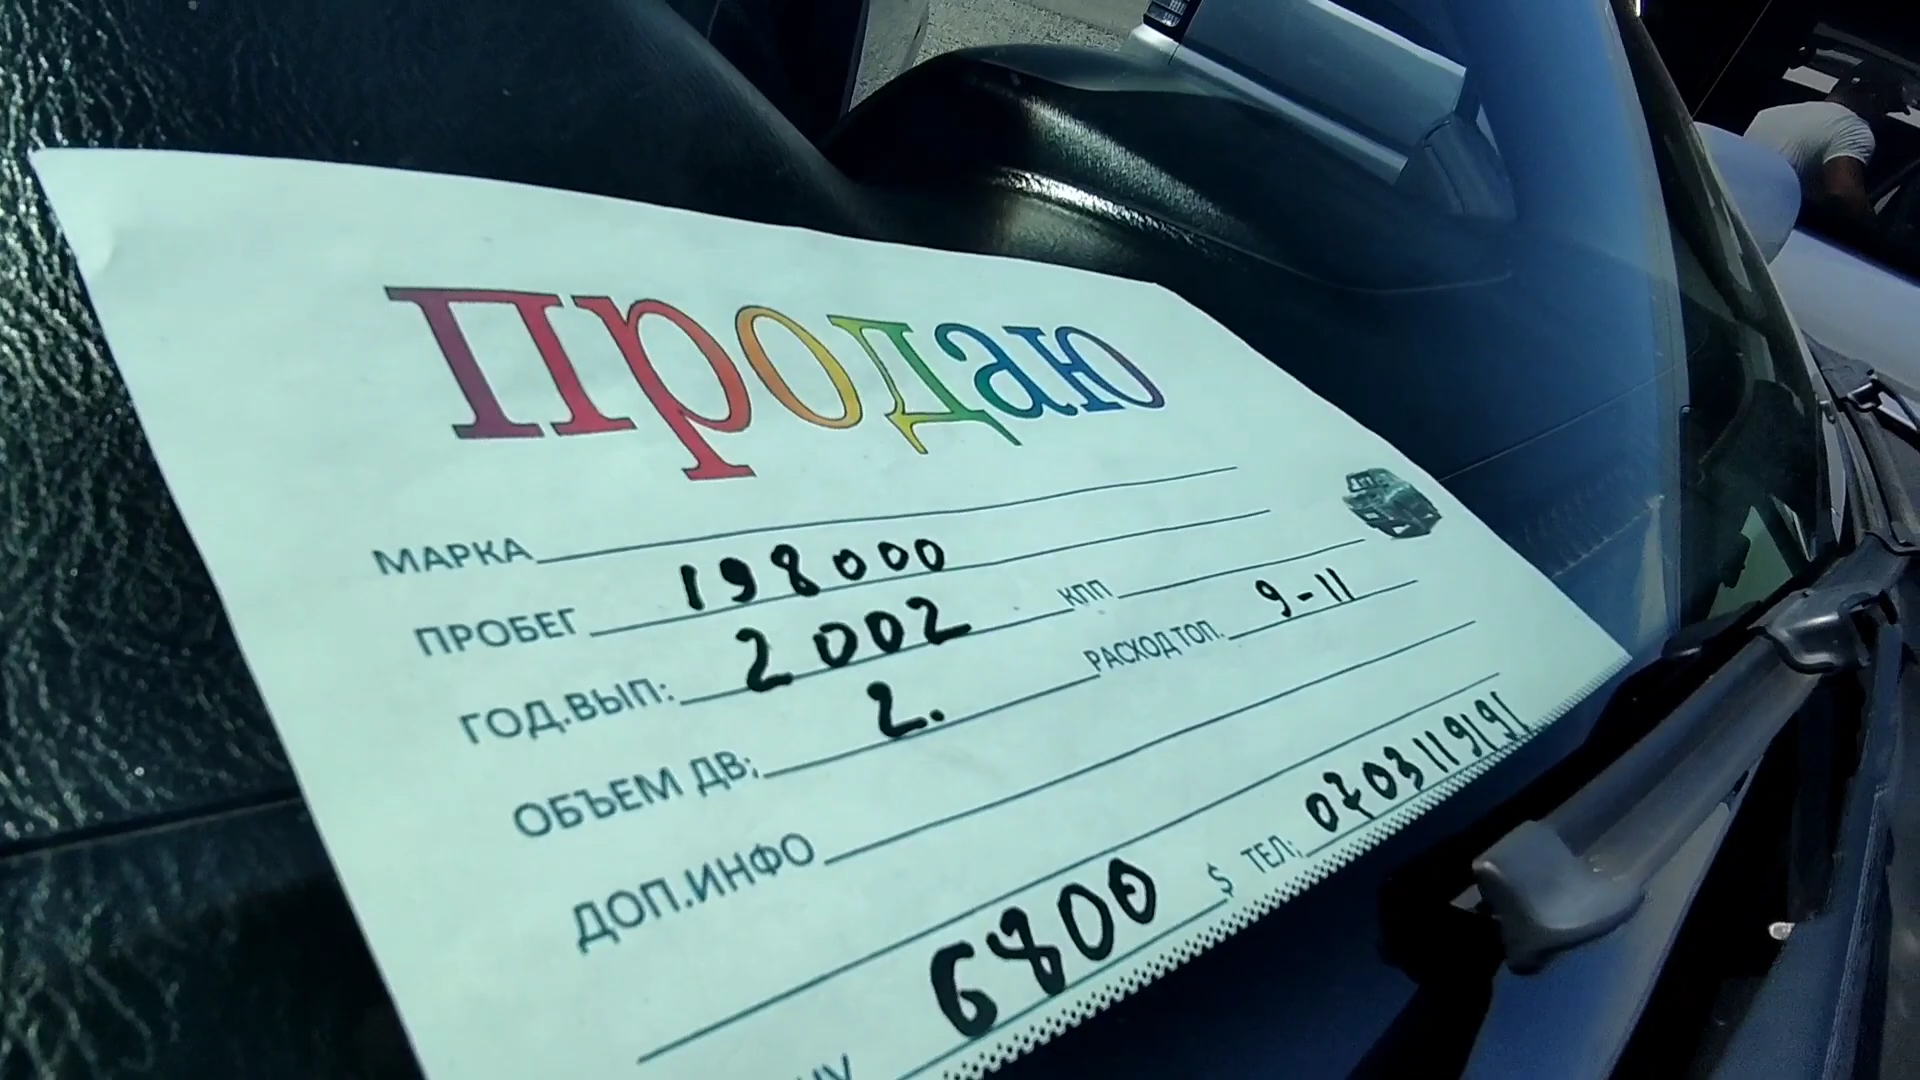 продаю
МАРКА
ПРОБЕГ 198000
ГОД.ВЫП: 2002 КПП
ОБЪЕМ ДВ; 2. РАСХОД ТОП. 9-11
ДОП.ИНФО
6800 $ ТЕЛ: 0703119191